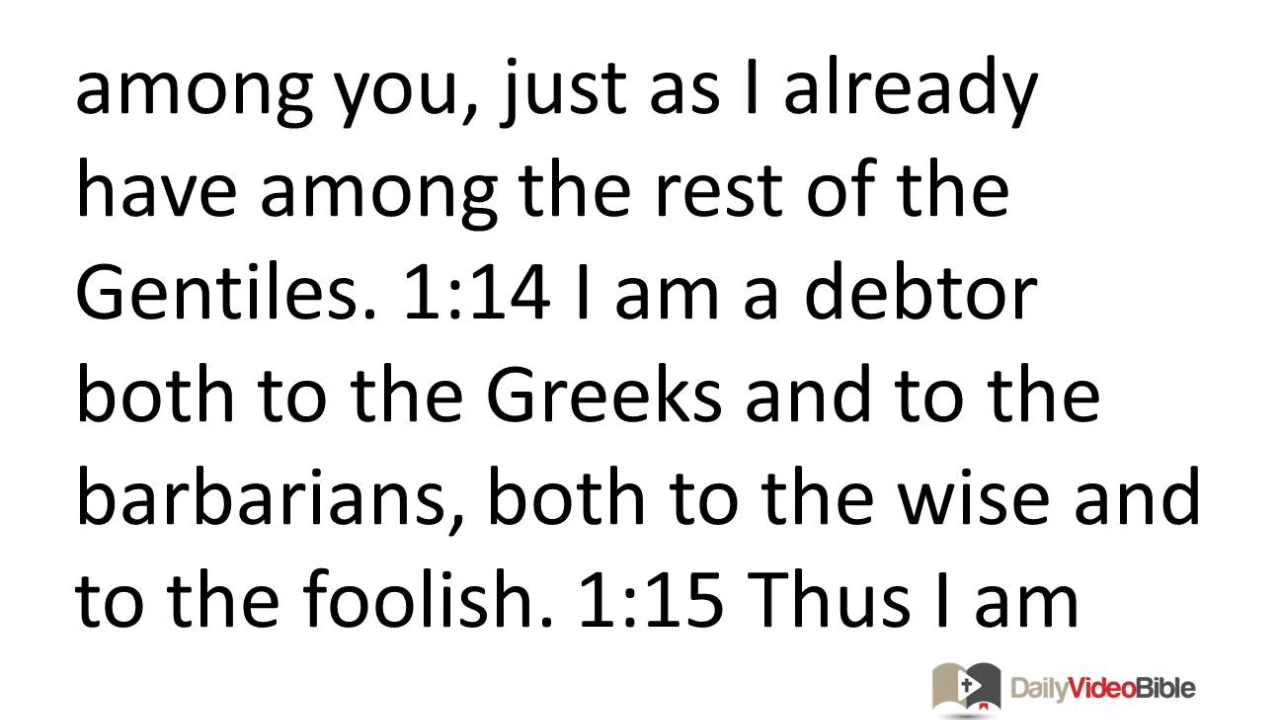 among you, just as I already
have among the rest of the
Gentiles. 1:14 I am a debtor
both to the Greeks and to the
barbarians, both to the wise and
to the foolish. 1:15 Thus I am
DailyVideoBible